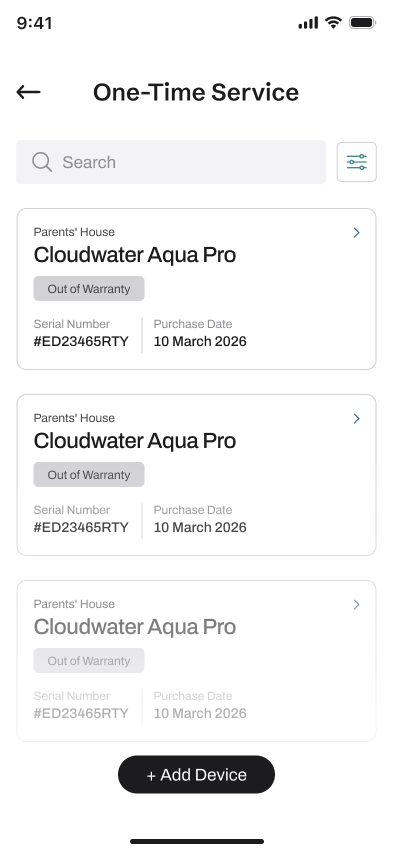 9:41
One-Time Service
Search
Parents' House
Cloudwater Aqua Pro
Out of Warranty
Serial Number
Purchase Date
#ED23465RTY
10 March 2026
Parents' House
Cloudwater Aqua Pro
Out of Warranty
Serial Number
Purchase Date
#ED23465RTY
10 March 2026
Parents' House
Cloudwater Aqua Pro
Out of Warranty
Serial Number
Purchase Date
#ED23465RTY
10 March 2026
+ Add Device